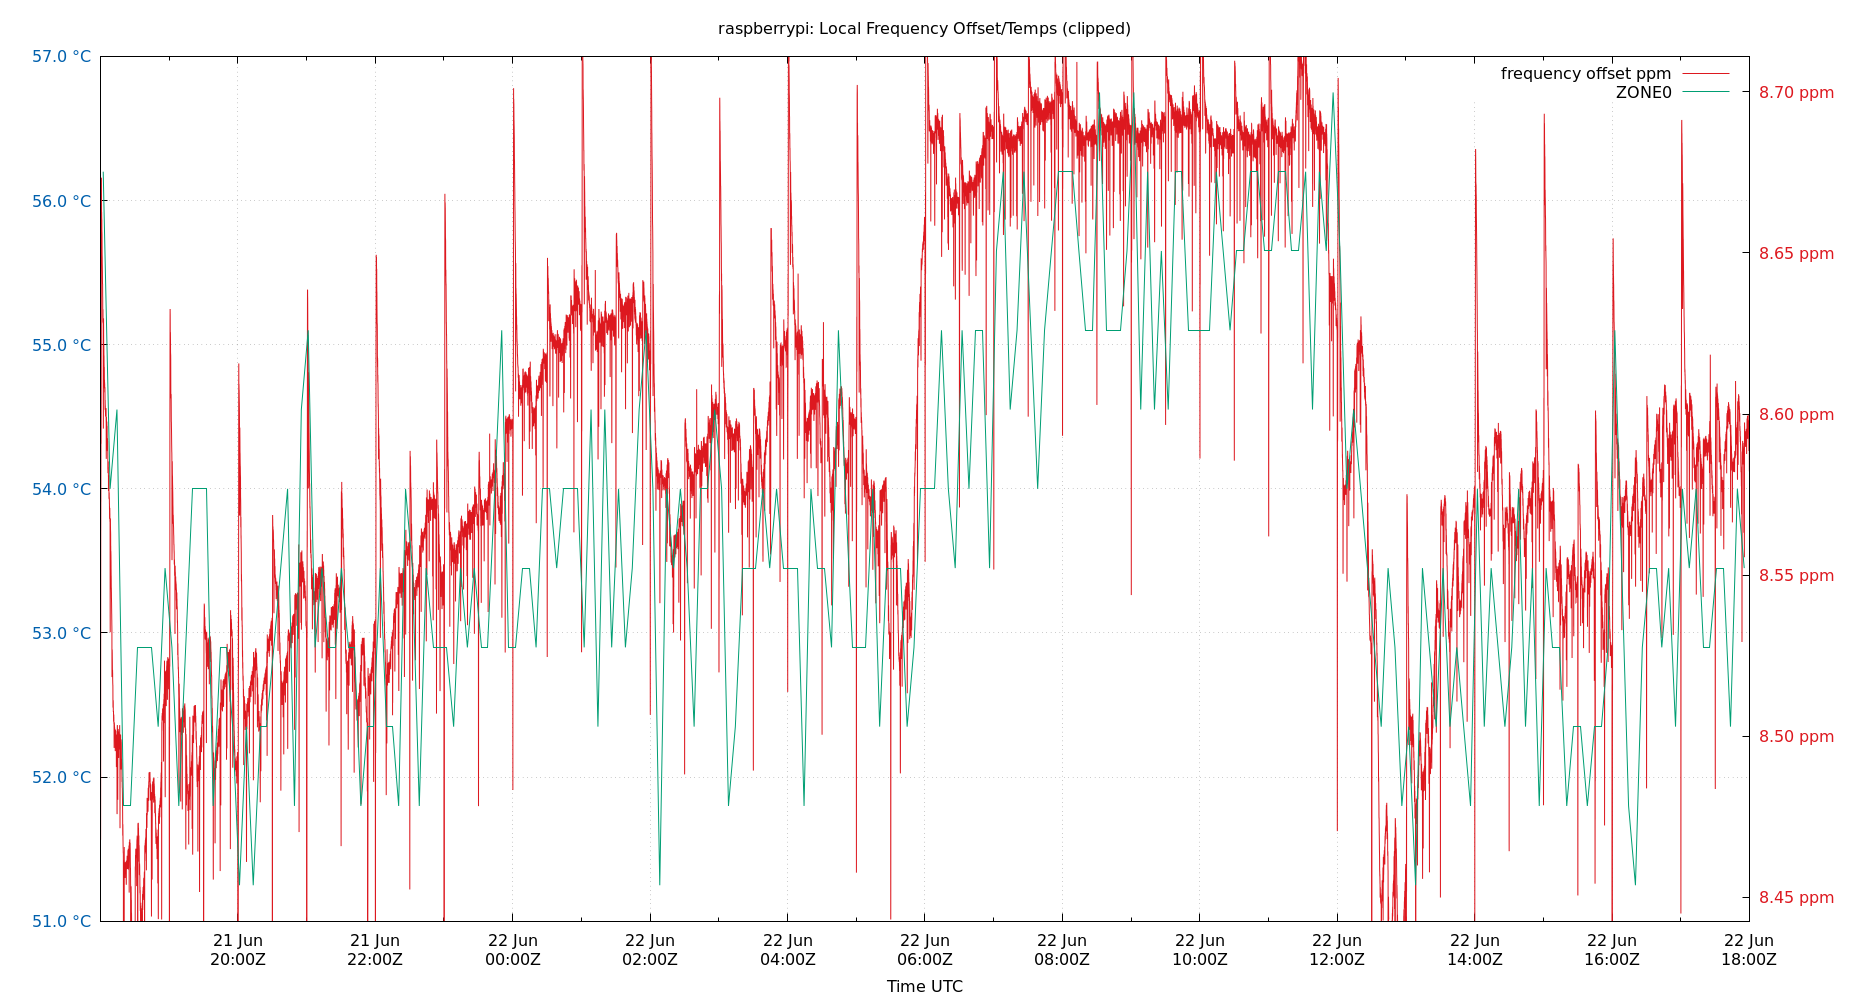 raspberrypi: Local Frequency Offset/Temps (clipped)
frequency offset ppm
ZONE0
57.0 °C
56.0 °C
55.0 °C
54.0 °C
53.0 °C
52.0 °C
51.0 °C
8.70 ppm
8.65 ppm
8.60 ppm
8.55 ppm
8.50 ppm
8.45 ppm
21 Jun 21 Jun 22 Jun 22 Jun 22 Jun 22 Jun 22 Jun 22 Jun 22 Jun 22 Jun 22 Jun 22 Jun
20:00Z 22:00Z 00:00Z 02:00Z 04:00Z 06:00Z 08:00Z 10:00Z 12:00Z 14:00Z 16:00Z 18:00Z
Time UTC